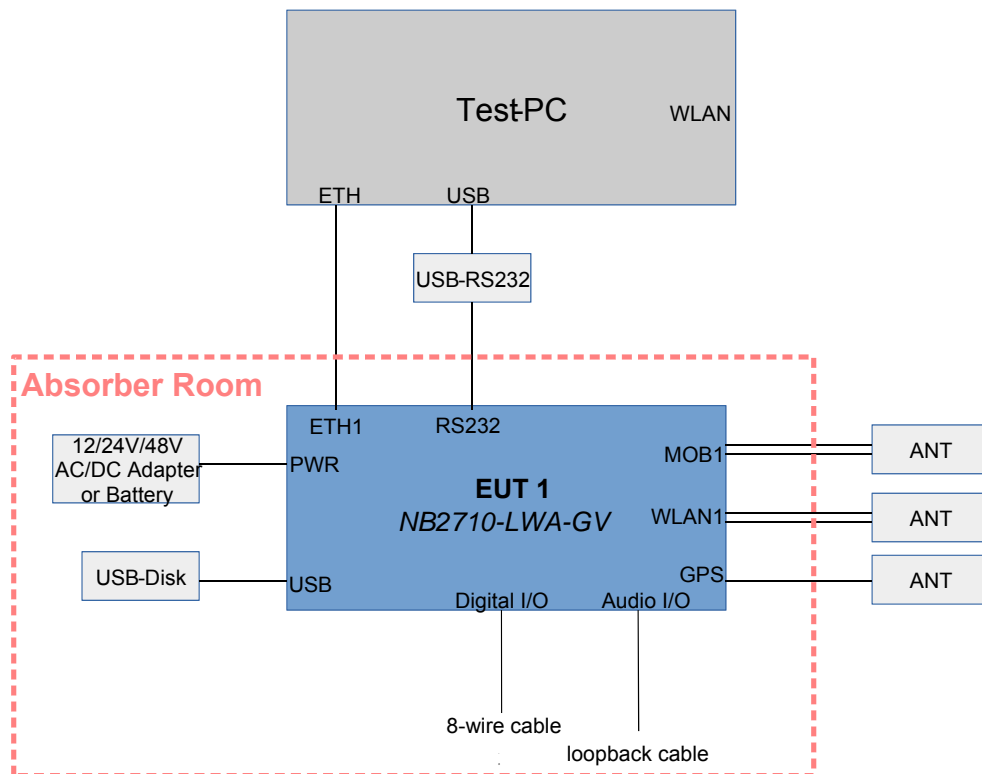 Test-PC
WLAN
ETH
USB
USB-RS232
Absorber Room
ETH1
RS232
12/24V/48V
AC/DC Adapter
or Battery
PWR
MOB1
ANT
EUT 1
NB2710-LWA-GV
WLAN1
ANT
USB-Disk
USB
GPS
ANT
Digital I/O
Audio I/O
8-wire cable
loopback cable